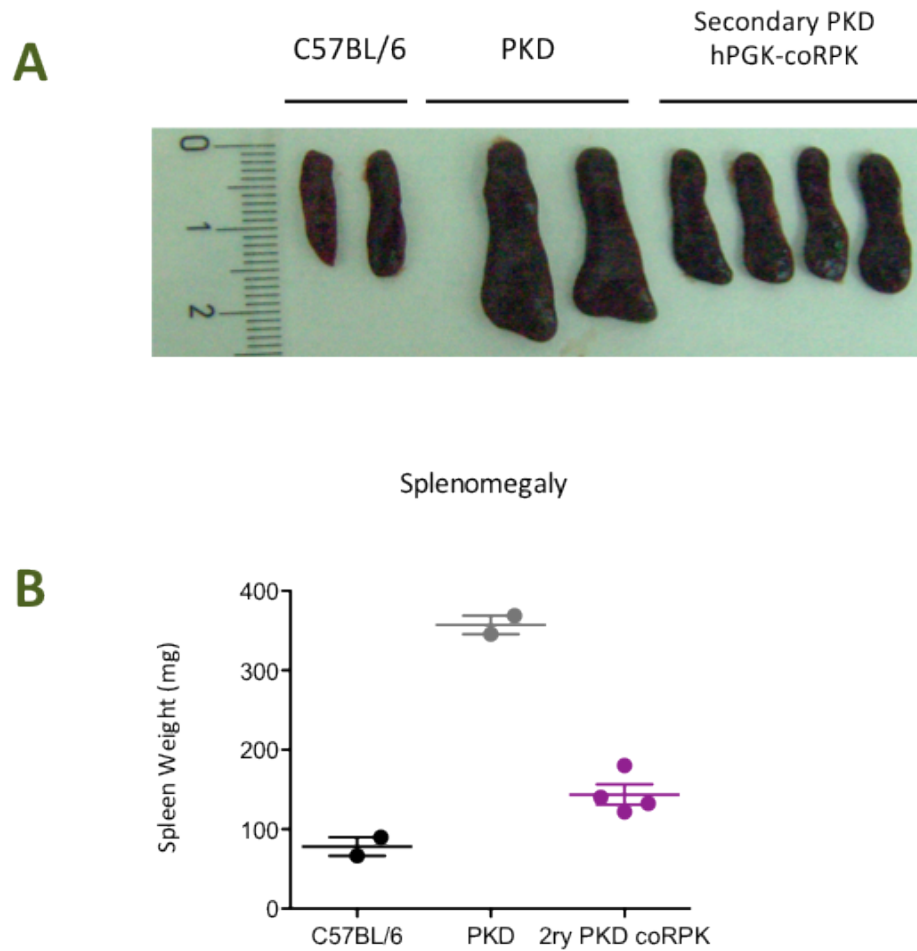 A
C57BL/6
PKD
Secondary PKD
hPGK-coRPK
0
1
2
Splenomegaly
B
Spleen Weight (mg)
400
300
200
100
0
C57BL/6
PKD
2ry PKD coRPK